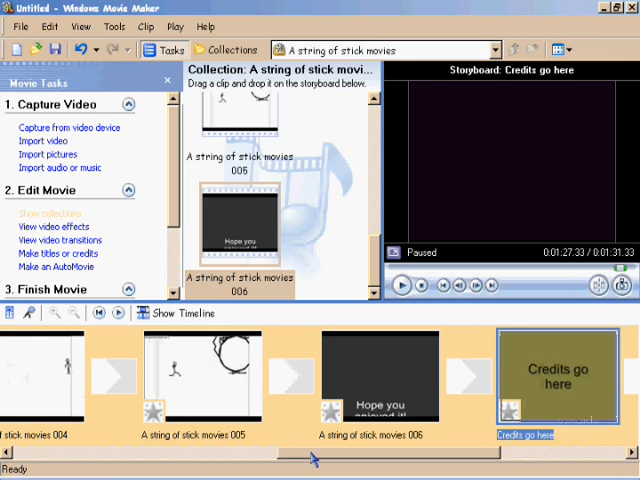 Untitled - Windows Movie Maker
File Edit View Tools Clip Play Help
Tasks Collections A string of stick movies
Movie Tasks
1. Capture Video
Capture from video device
Import video
Import pictures
Import audio or music
2. Edit Movie
Show collections
View video effects
View video transitions
Make titles or credits
Make an AutoMovie
3. Finish Movie
Collection: A string of stick movi...
Drag a clip and drop it on the storyboard below.
A string of stick movies
005
Hope you
A string of stick movies
006
Storyboard: Credits go here
Paused 0:01:27.33 / 0:01:31.33
Show Timeline
Hope you
enjoyed it!
Credits go
here
f stick movies 004 A string of stick movies 005 A string of stick movies 006 Credits go here
Ready